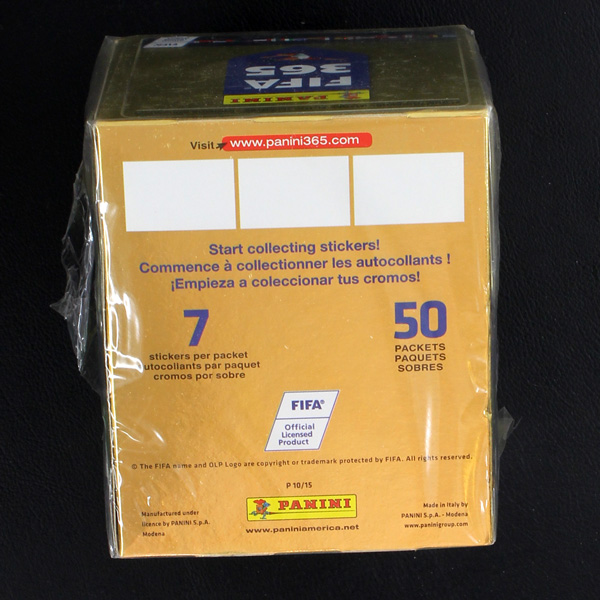 FIFA
FIFA
365
PANINI
Visit www.panini365.com
Start collecting stickers!
Commence à collectionner les autocollants !
¡Empieza a coleccionar tus cromos!
7
stickers per packet
autocollants par paquet
cromos por sobre
50
PACKETS
PAQUETS
SOBRES
FIFA®
Official
Licensed
Product
© The FIFA name and OLP Logo are copyright or trademark protected by FIFA. All rights reserved.
P 10/15
PANINI
www.paniniamerica.net
Manufactured under
licence by PANINI S.p.A.
Modena
Made in Italy by
PANINI S.p.A. - Modena
www.paninigroup.com